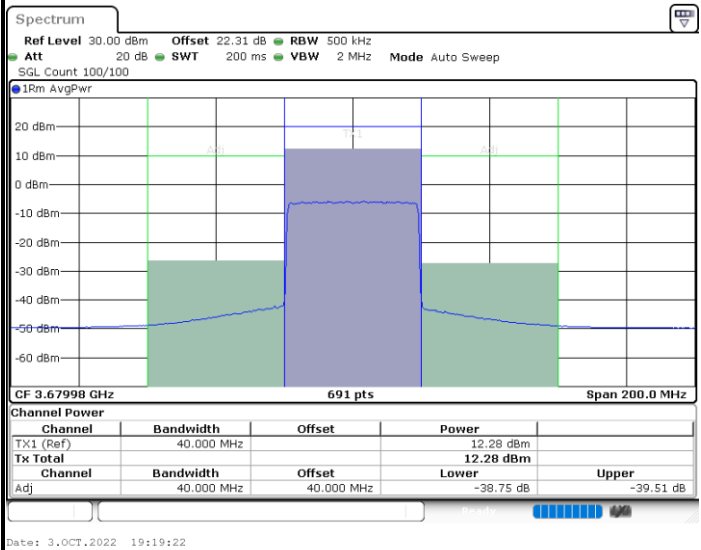 Spectrum
Ref Level 30.00 dBm Offset 22.31 dB RBW 500 kHz
Att 20 dB SWT 200 ms VBW 2 MHz Mode Auto Sweep
SGL Count 100/100
1Rm AvgPwr
TX1
Adj Adj
20 dBm
10 dBm
0 dBm
-10 dBm
-20 dBm
-30 dBm
-40 dBm
-50 dBm
-60 dBm
CF 3.67998 GHz 691 pts Span 200.0 MHz
Channel Power
Channel Bandwidth Offset Power
TX1 (Ref) 40.000 MHz 12.28 dBm
Tx Total 12.28 dBm
Channel Bandwidth Offset Lower Upper
Adj 40.000 MHz 40.000 MHz -38.75 dB -39.51 dB
Ready
Date: 3.OCT.2022 19:19:22